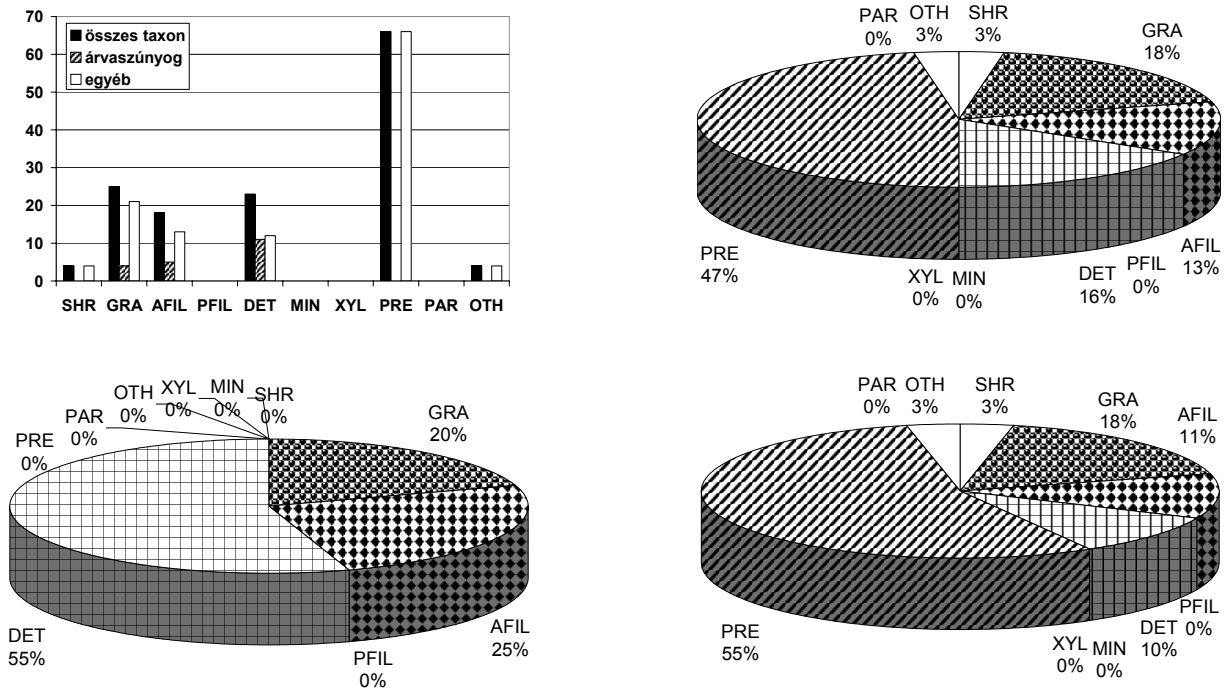 70
60
50
40
30
20
10
0
összes taxon
árvaszúnyog
egyéb
SHR GRA AFIL PFIL DET MIN XYL PRE PAR OTH
PAR
0%
OTH
3%
SHR
3%
GRA
18%
AFIL
13%
PFIL
0%
DET
16%
MIN
0%
XYL
0%
PRE
47%
PRE
0%
PAR
0%
OTH
0%
XYL
0%
MIN
0%
SHR
0%
GRA
20%
AFIL
25%
PFIL
0%
DET
55%
PAR
0%
OTH
3%
SHR
3%
GRA
18%
AFIL
11%
PFIL
0%
DET
10%
MIN
0%
XYL
0%
PRE
55%